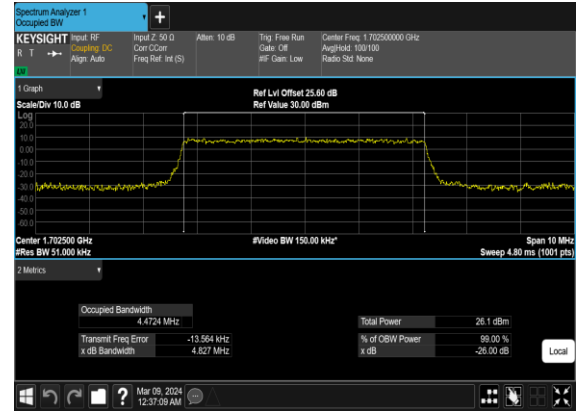 Spectrum Analyzer 1
Occupied BW
KEYSIGHT
R T
LU
Input: RF
Coupling: DC
Align: Auto
Input Z: 50 Ω
Corr CCorr
Freq Ref: Int (S)
Atten: 10 dB
Trig: Free Run
Gate: Off
#IF Gain: Low
Center Freq: 1.702500000 GHz
Avg|Hold: 100/100
Radio Std: None
1 Graph
Scale/Div 10.0 dB
Ref Lvl Offset 25.60 dB
Ref Value 30.00 dBm
Log
20.0
10.0
0.00
-10.0
-20.0
-30.0
-40.0
-50.0
-60.0
Center 1.702500 GHz
#Res BW 51.000 kHz
#Video BW 150.00 kHz*
Span 10 MHz
Sweep 4.80 ms (1001 pts)
2 Metrics
Occupied Bandwidth
4.4724 MHz
Total Power 26.1 dBm
Transmit Freq Error -13.564 kHz
% of OBW Power 99.00 %
x dB Bandwidth 4.827 MHz
x dB -26.00 dB
Local
?
Mar 09, 2024
12:37:09 AM